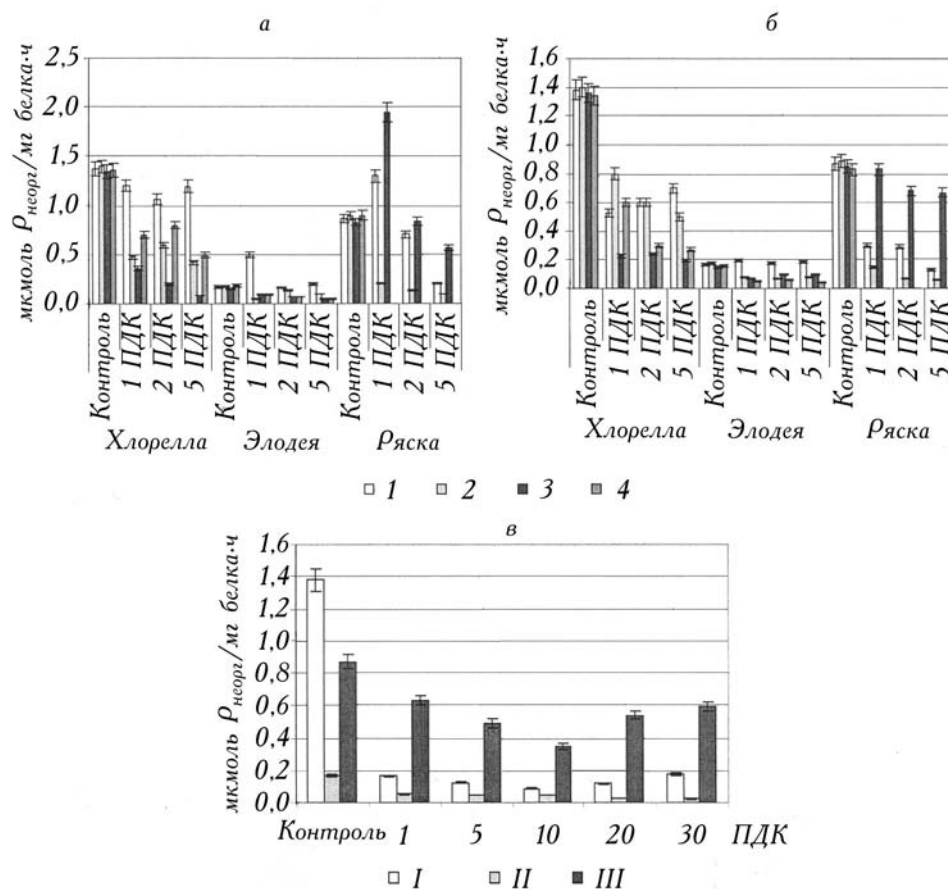 а
мкмоль Pнеорг/мг белка·ч
2,5
2,0
1,5
1,0
0,5
0,0
Контроль
1 ПДК
2 ПДК
5 ПДК
Контроль
1 ПДК
2 ПДК
5 ПДК
Контроль
1 ПДК
2 ПДК
5 ПДК
Хлорелла Элодея Ряска
б
мкмоль Pнеорг/мг белка·ч
1,6
1,4
1,2
1,0
0,8
0,6
0,4
0,2
0,0
Контроль
1 ПДК
2 ПДК
5 ПДК
Контроль
1 ПДК
2 ПДК
5 ПДК
Контроль
1 ПДК
2 ПДК
5 ПДК
Хлорелла Элодея Ряска
1 2 3 4
в
мкмоль Pнеорг/мг белка·ч
1,6
1,4
1,2
1,0
0,8
0,6
0,4
0,2
0,0
Контроль 1 5 10 20 30 ПДК
I II III